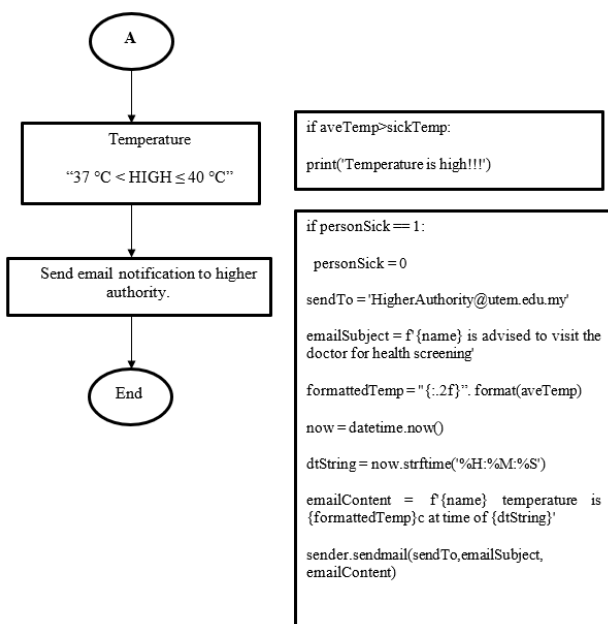 A
Temperature
“37 °C < HIGH ≤ 40 °C”
Send email notification to higher
authority.
End
if aveTemp>sickTemp:
print('Temperature is high!!!')
if personSick == 1:
personSick = 0
sendTo = 'HigherAuthority@utem.edu.my'
emailSubject = f'{name} is advised to visit the
doctor for health screening'
formattedTemp = "{:.2f}”. format(aveTemp)
now = datetime.now()
dtString = now.strftime('%H:%M:%S')
emailContent = f'{name} temperature is
{formattedTemp}c at time of {dtString}'
sender.sendmail(sendTo,emailSubject,
emailContent)